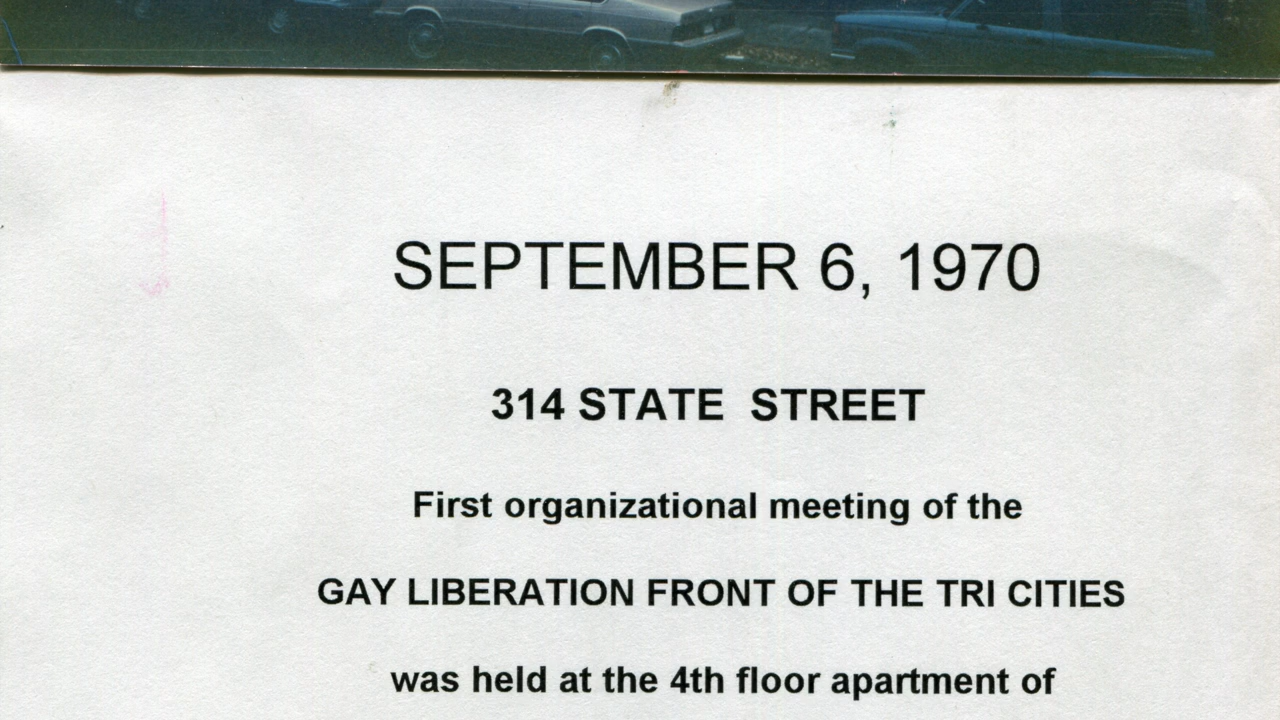 SEPTEMBER 6, 1970
314 STATE STREET
First organizational meeting of the
GAY LIBERATION FRONT OF THE TRI CITIES
was held at the 4th floor apartment of